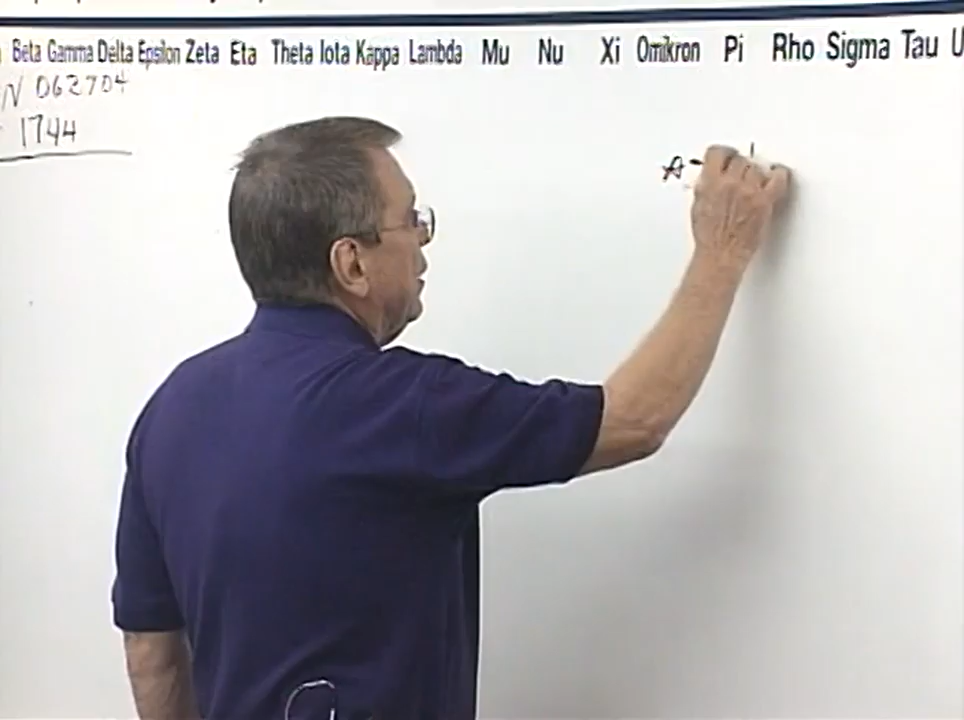 Beta Gamma Delta Epsilon Zeta Eta Theta Iota Kappa Lambda Mu Nu Xi Omikron Pi Rho Sigma Tau U
N 062704
1744